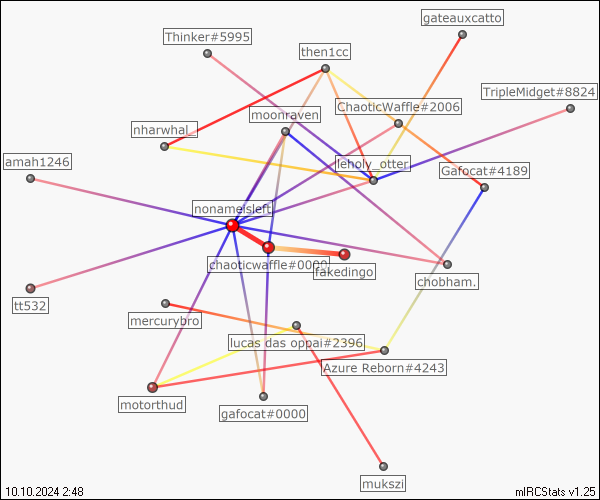 gateauxcatto
Thinker#5995
then1cc
TripleMidget#8824
ChaoticWaffle#2006
moonraven
nharwhal_
amah1246
leholy_otter
Gafocat#4189
nonameisleft
chaoticwaffle#0000
fakedingo
chobham.
tt532
mercurybro
lucas das oppai#2396
Azure Reborn#4243
motorthud
gafocat#0000
mukszi
10.10.2024 2:48
mIRCStats v1.25